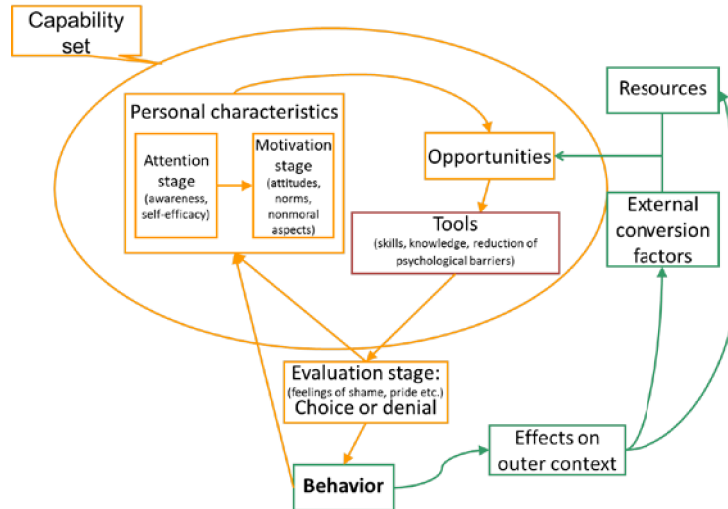 Capability
set
Personal characteristics
Attention
stage
(awareness,
self-efficacy)
Motivation
stage
(attitudes,
norms,
nonmoral
aspects)
Opportunities
Tools
(skills, knowledge, reduction of
psychological barriers)
Resources
External
conversion
factors
Evaluation stage:
(feelings of shame, pride etc.)
Choice or denial
Behavior
Effects on
outer context